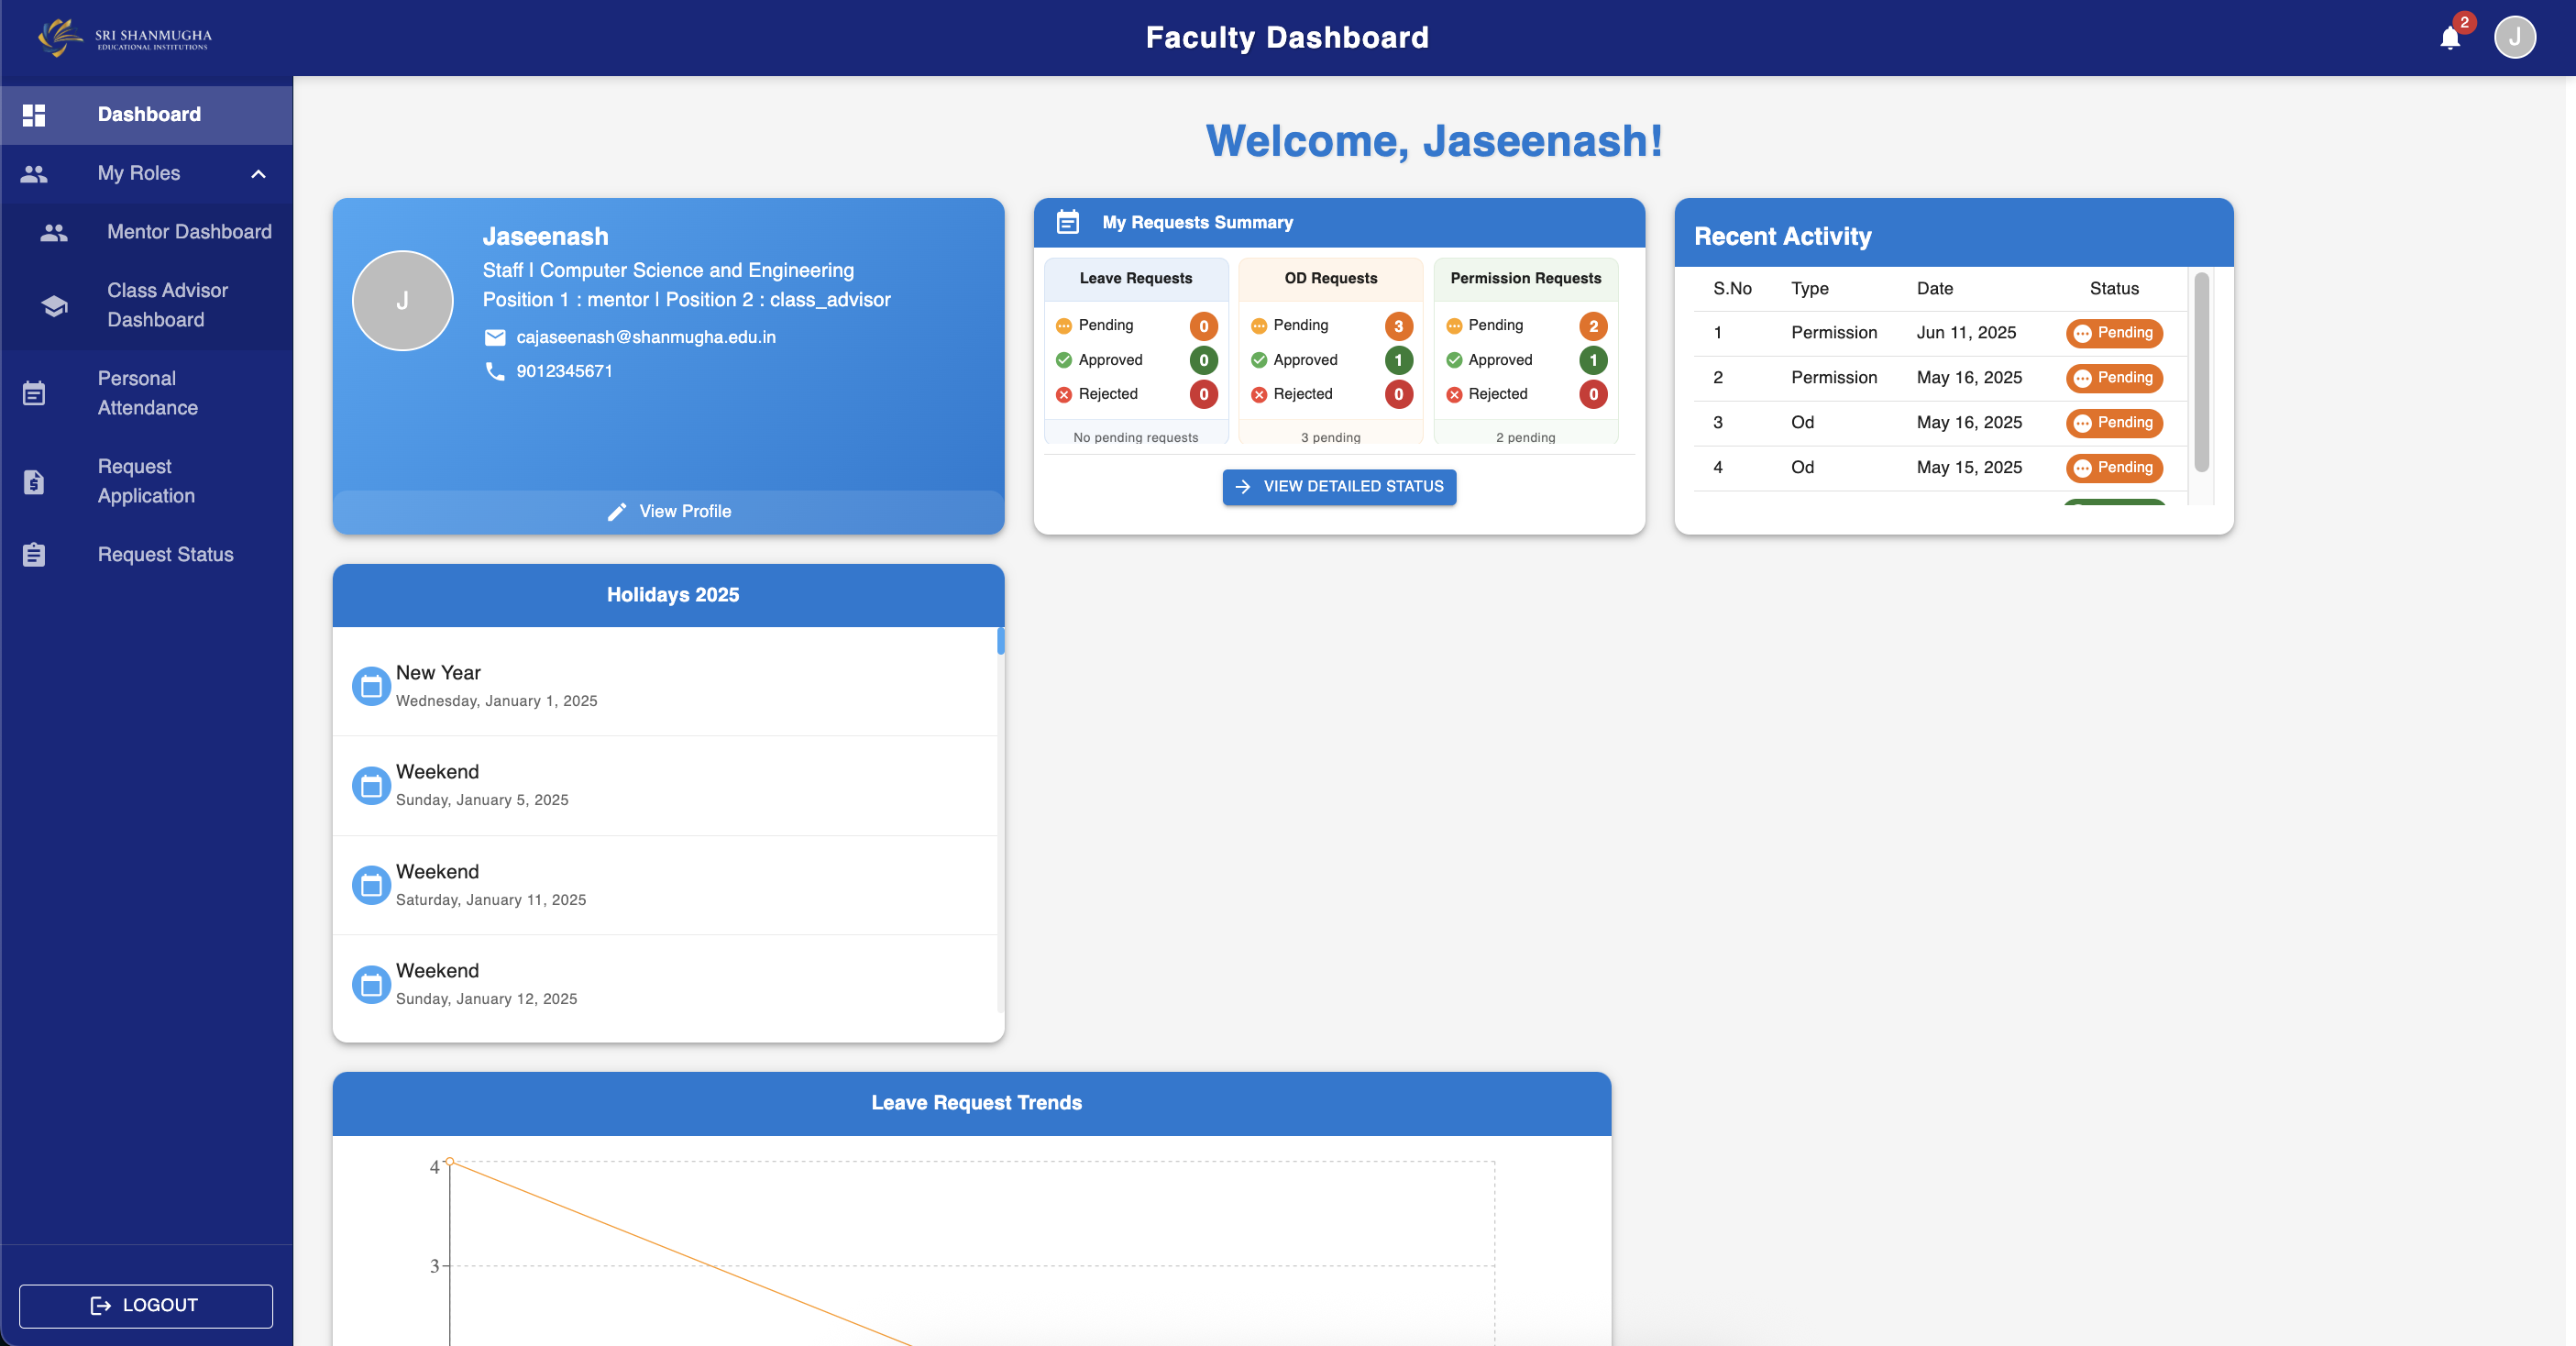 SRI SHANMUGHA
EDUCATIONAL INSTITUTIONS
Faculty Dashboard
2
J
Dashboard
My Roles
Mentor Dashboard
Class Advisor
Dashboard
Personal
Attendance
Request
Application
Request Status
LOGOUT
Welcome, Jaseenash!
J
Jaseenash
Staff | Computer Science and Engineering
Position 1 : mentor | Position 2 : class_advisor
cajaseenash@shanmugha.edu.in
9012345671
View Profile
My Requests Summary
Leave Requests
Pending 0
Approved 0
Rejected 0
No pending requests
OD Requests
Pending 3
Approved 1
Rejected 0
3 pending
Permission Requests
Pending 2
Approved 1
Rejected 0
2 pending
VIEW DETAILED STATUS
Recent Activity
S.No Type Date Status
1 Permission Jun 11, 2025 Pending
2 Permission May 16, 2025 Pending
3 Od May 16, 2025 Pending
4 Od May 15, 2025 Pending
Holidays 2025
New Year
Wednesday, January 1, 2025
Weekend
Sunday, January 5, 2025
Weekend
Saturday, January 11, 2025
Weekend
Sunday, January 12, 2025
Leave Request Trends
4
3